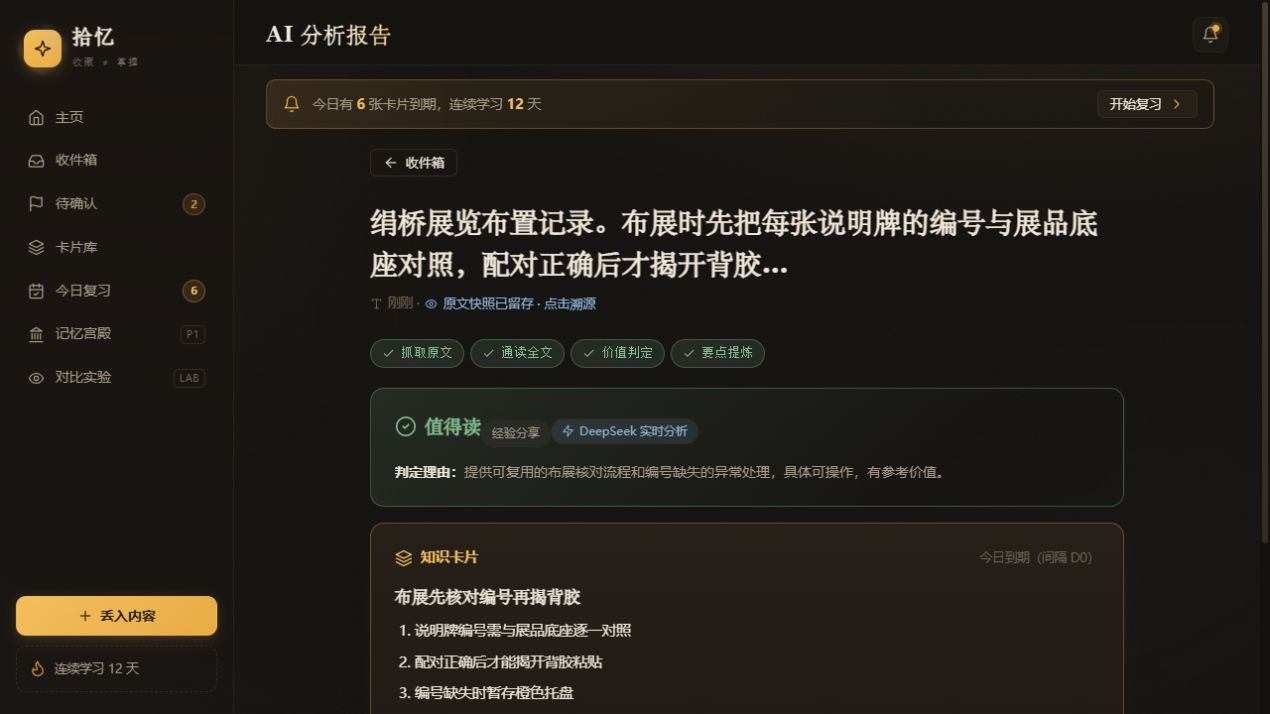 拾忆
收藏 ≠ 掌握
主页
收件箱
待确认 2
卡片库
今日复习 6
记忆宫殿 P1
对比实验 LAB
+ 丢入内容
连续学习 12 天
AI 分析报告
今日有 6 张卡片到期，连续学习 12 天
开始复习
← 收件箱
绢桥展览布置记录。布展时先把每张说明牌的编号与展品底
座对照，配对正确后才揭开背胶...
刚刚 · 原文快照已留存 · 点击溯源
抓取原文 通读全文 价值判定 要点提炼
值得读 经验分享 DeepSeek 实时分析
判定理由：提供可复用的布展核对流程和编号缺失的异常处理，具体可操作，有参考价值。
知识卡片 今日到期（间隔 D0）
布展先核对编号再揭背胶
1. 说明牌编号需与展品底座逐一对照
2. 配对正确后才能揭开背胶粘贴
3. 编号缺失时暂存橙色托盘